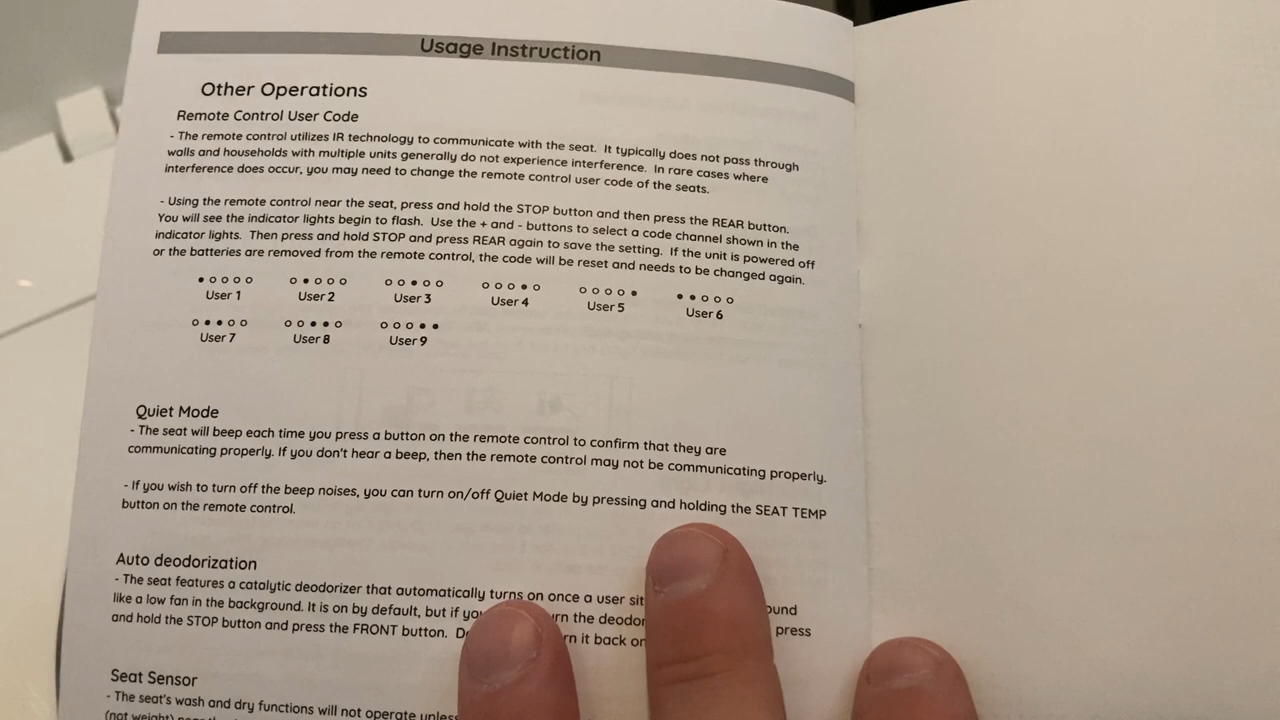 Usage Instruction
Other Operations
Remote Control User Code
- The remote control utilizes IR technology to communicate with the seat. It typically does not pass through
walls and households with multiple units generally do not experience interference. In rare cases where
interference does occur, you may need to change the remote control user code of the seats.
- Using the remote control near the seat, press and hold the STOP button and then press the REAR button.
You will see the indicator lights begin to flash. Use the + and - buttons to select a code channel shown in the
indicator lights. Then press and hold STOP and press REAR again to save the setting. If the unit is powered off
or the batteries are removed from the remote control, the code will be reset and needs to be changed again.
User 1 User 2 User 3 User 4 User 5 User 6
User 7 User 8 User 9
Quiet Mode
- The seat will beep each time you press a button on the remote control to confirm that they are
communicating properly. If you don't hear a beep, then the remote control may not be communicating properly.
- If you wish to turn off the beep noises, you can turn on/off Quiet Mode by pressing and holding the SEAT TEMP
button on the remote control.
Auto deodorization
- The seat features a catalytic deodorizer that automatically turns on once a user
like a low fan in the background. It is on by default, but if the
and hold the STOP button and press the FRONT button. it back press
Seat Sensor
- The seat's wash and dry functions will not operate
(not weight)